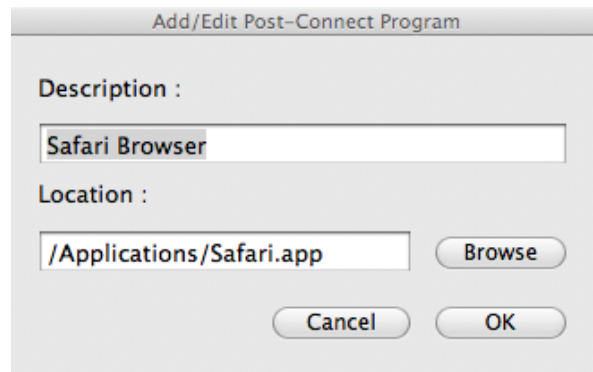 Add/Edit Post-Connect Program
Description :
Safari Browser
Location :
/Applications/Safari.app
Browse
Cancel
OK